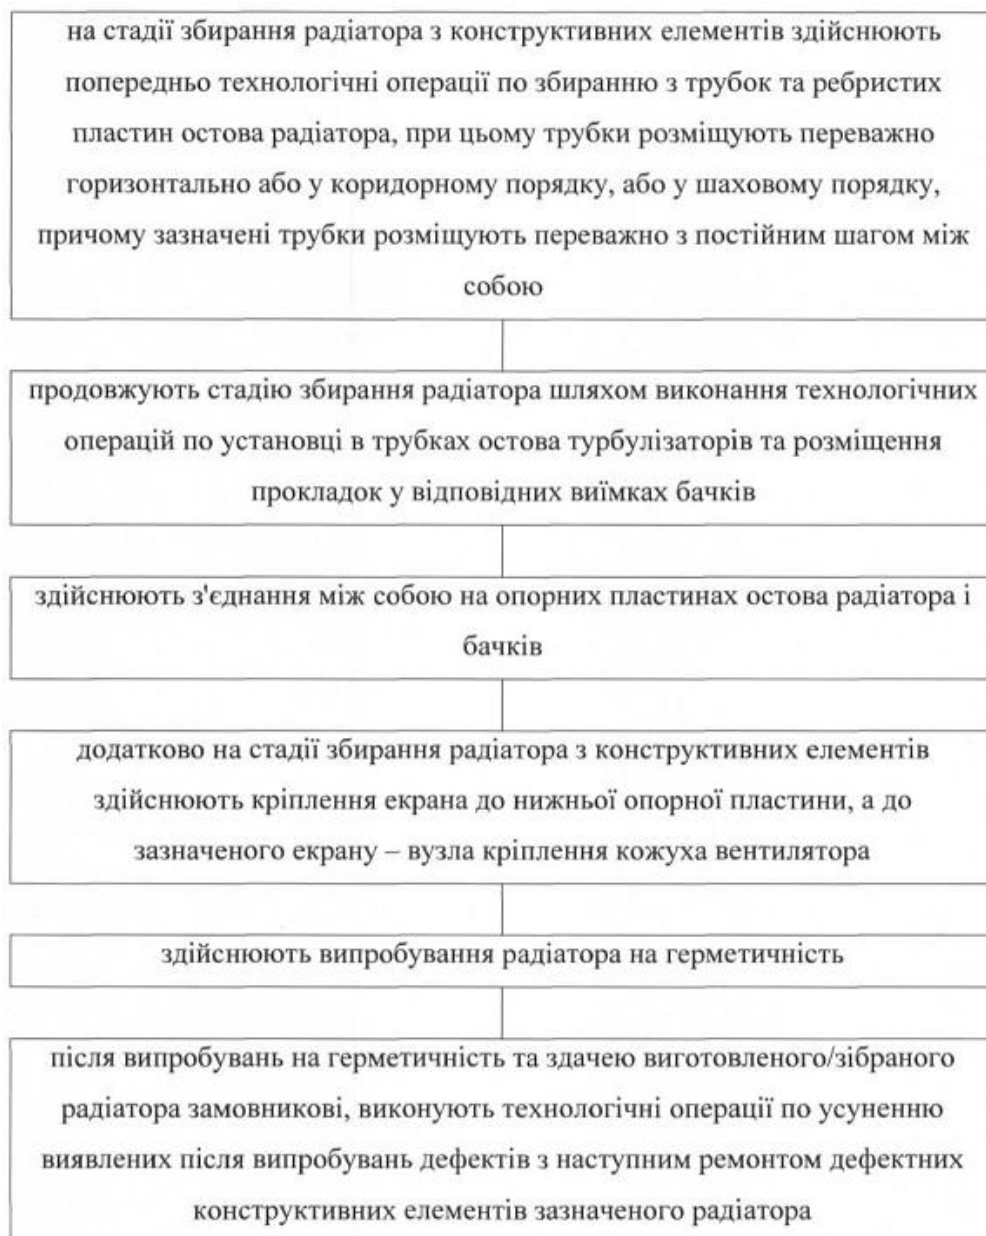 на стадії збирання радіатора з конструктивних елементів здійснюють
попередньо технологічні операції по збиранню з трубок та ребристих
пластин остова радіатора, при цьому трубки розміщують переважно
горизонтально або у коридорному порядку, або у шаховому порядку,
причому зазначені трубки розміщують переважно з постійним шагом між
собою
продовжують стадію збирання радіатора шляхом виконання технологічних
операцій по установці в трубках остова турбулізаторів та розміщення
прокладок у відповідних виїмках бачків
здійснюють з'єднання між собою на опорних пластинах остова радіатора і
бачків
додатково на стадії збирання радіатора з конструктивних елементів
здійснюють кріплення екрана до нижньої опорної пластини, а до
зазначеного екрану – вузла кріплення кожуха вентилятора
здійснюють випробування радіатора на герметичність
після випробувань на герметичність та здачею виготовленого/зібраного
радіатора замовникові, виконують технологічні операції по усуненню
виявлених після випробувань дефектів з наступним ремонтом дефектних
конструктивних елементів зазначеного радіатора